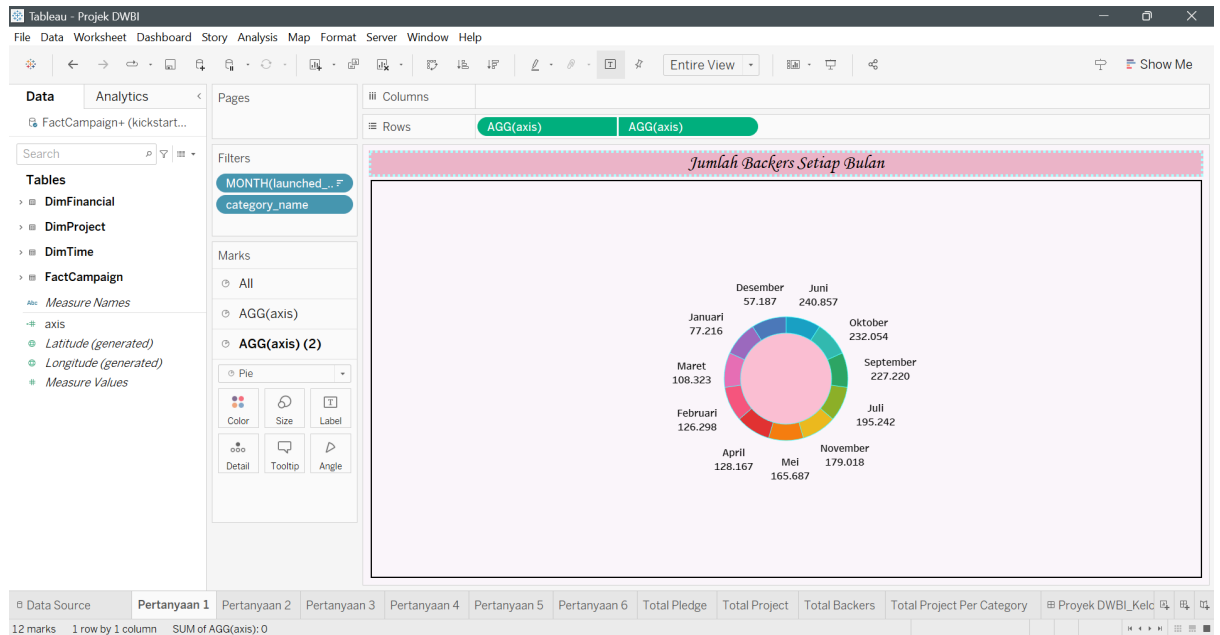 Tableau - Projek DWBI
File Data Worksheet Dashboard Story Analysis Map Format Server Window Help
Entire View
Show Me
Data Analytics
FactCampaign+ (kickstart...
Search
Tables
DimFinancial
DimProject
DimTime
FactCampaign
Abc Measure Names
axis
Latitude (generated)
Longitude (generated)
Measure Values
Pages
Filters
MONTH(launched_..
category_name
Marks
All
AGG(axis)
AGG(axis) (2)
Pie
Color Size Label
Detail Tooltip Angle
Columns
Rows AGG(axis) AGG(axis)
Jumlah Backers Setiap Bulan
Desember
57.187
Juni
240.857
Januari
77.216
Oktober
232.054
Maret
108.323
September
227.220
Februari
126.298
Juli
195.242
April
128.167
Mei
165.687
November
179.018
Data Source Pertanyaan 1 Pertanyaan 2 Pertanyaan 3 Pertanyaan 4 Pertanyaan 5 Pertanyaan 6 Total Pledge Total Project Total Backers Total Project Per Category Proyek DWBI_Kelc
12 marks 1 row by 1 column SUM of AGG(axis): 0